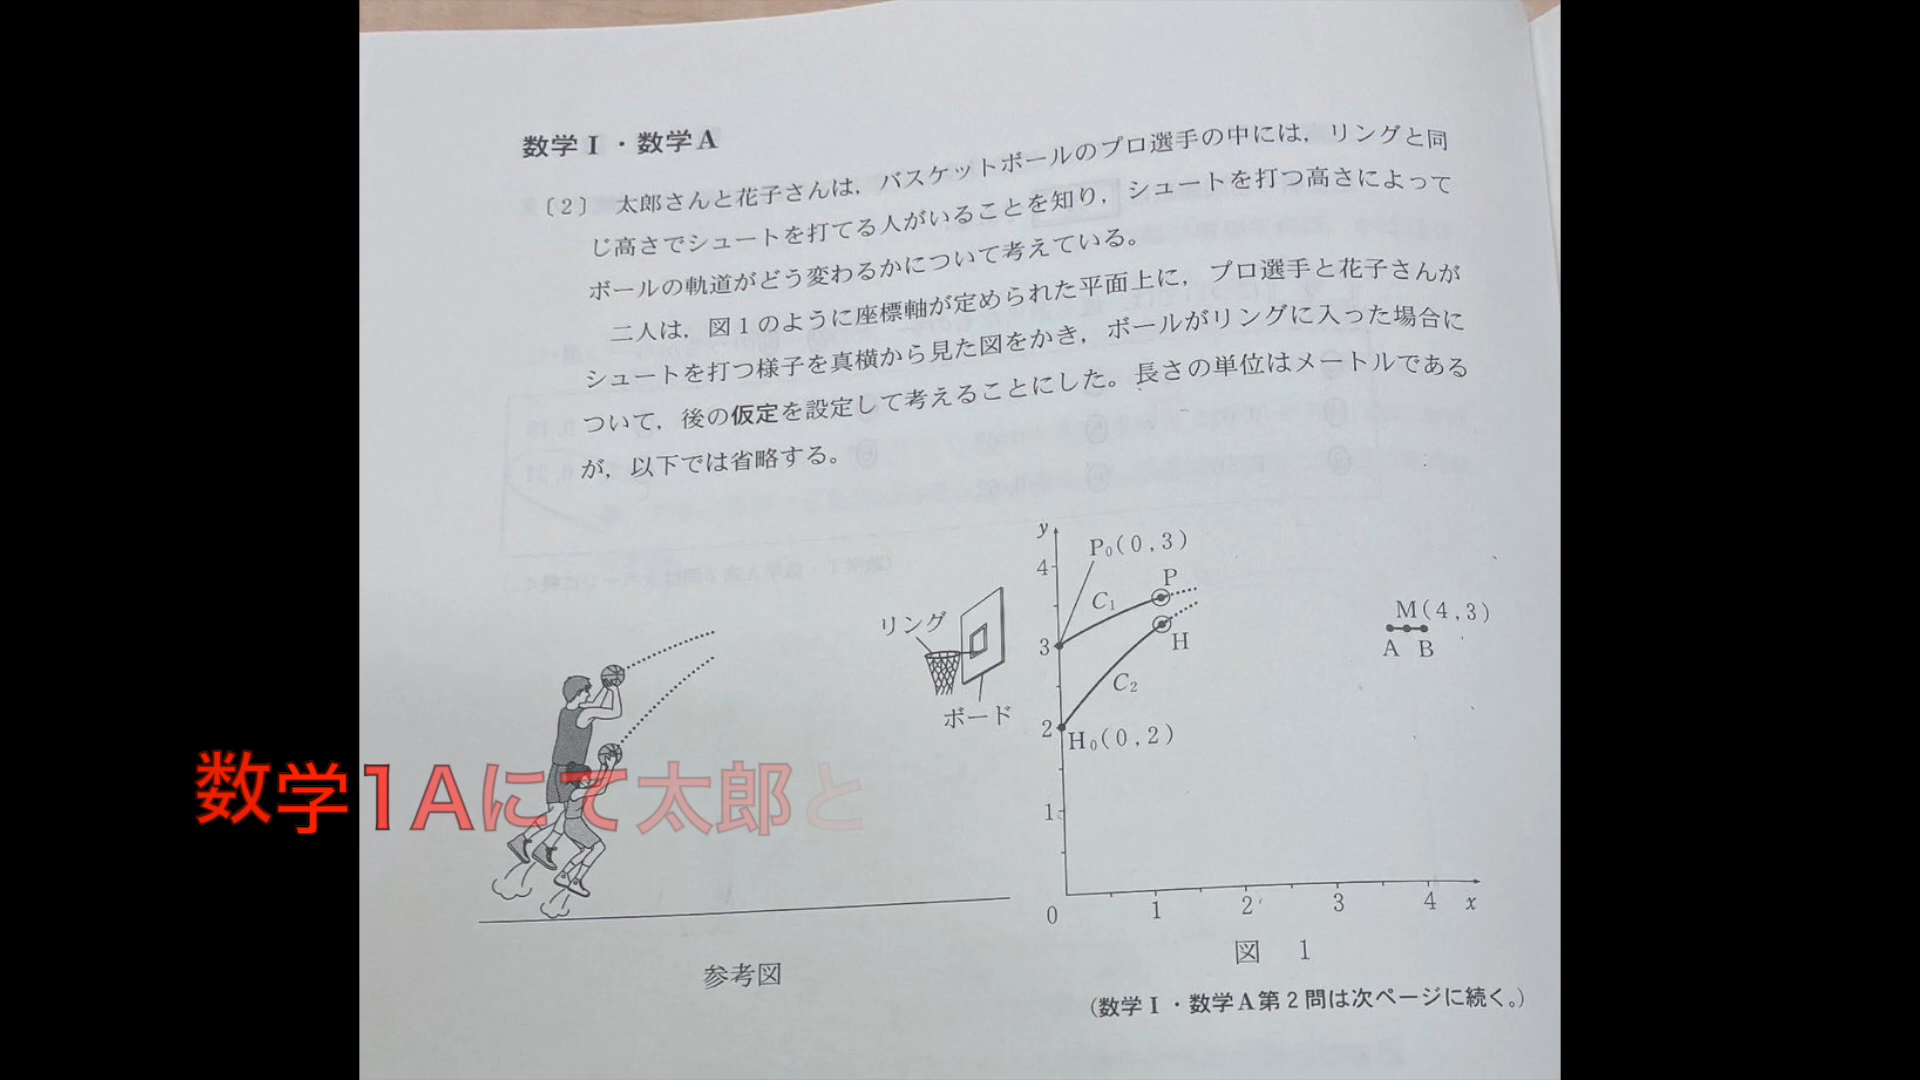 数学Ⅰ・数学A
〔2〕 太郎さんと花子さんは，バスケットボールのプロ選手の中には，リングと同
じ高さでシュートを打てる人がいることを知り，シュートを打つ高さによって
ボールの軌道がどう変わるかについて考えている。
二人は，図1のように座標軸が定められた平面上に，プロ選手と花子さんが
シュートを打つ様子を真横から見た図をかき，ボールがリングに入った場合に
ついて，後の仮定を設定して考えることにした。長さの単位はメートルである
が，以下では省略する。
リング
ボード
参考図
y
P₀(0,3)
4
P
C₁
M(4,3)
3
H
A B
C₂
2
H₀(0,2)
1
0 1 2 3 4 x
図 1
(数学Ⅰ・数学A第2問は次ページに続く。)
数学1Aにて太郎と